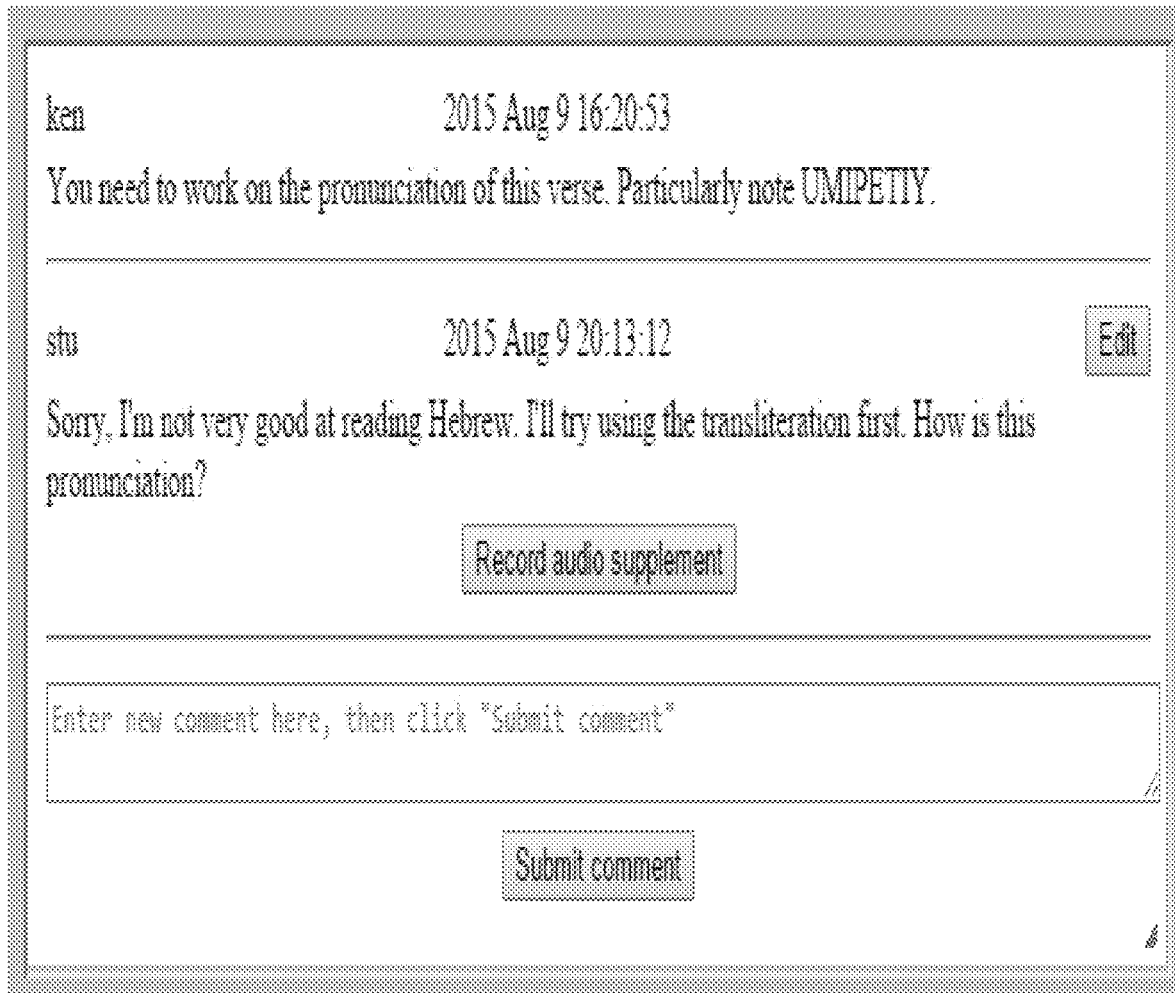 ken 2015 Aug 9 16:20:53
You need to work on the pronunciation of this verse. Particularly note UMIPETIY.
stu 2015 Aug 9 20:13:12 Edit
Sorry, I'm not very good at reading Hebrew. I'll try using the transliteration first. How is this
pronunciation?
Record audio supplement
Enter new comment here, then click "Submit comment"
Submit comment